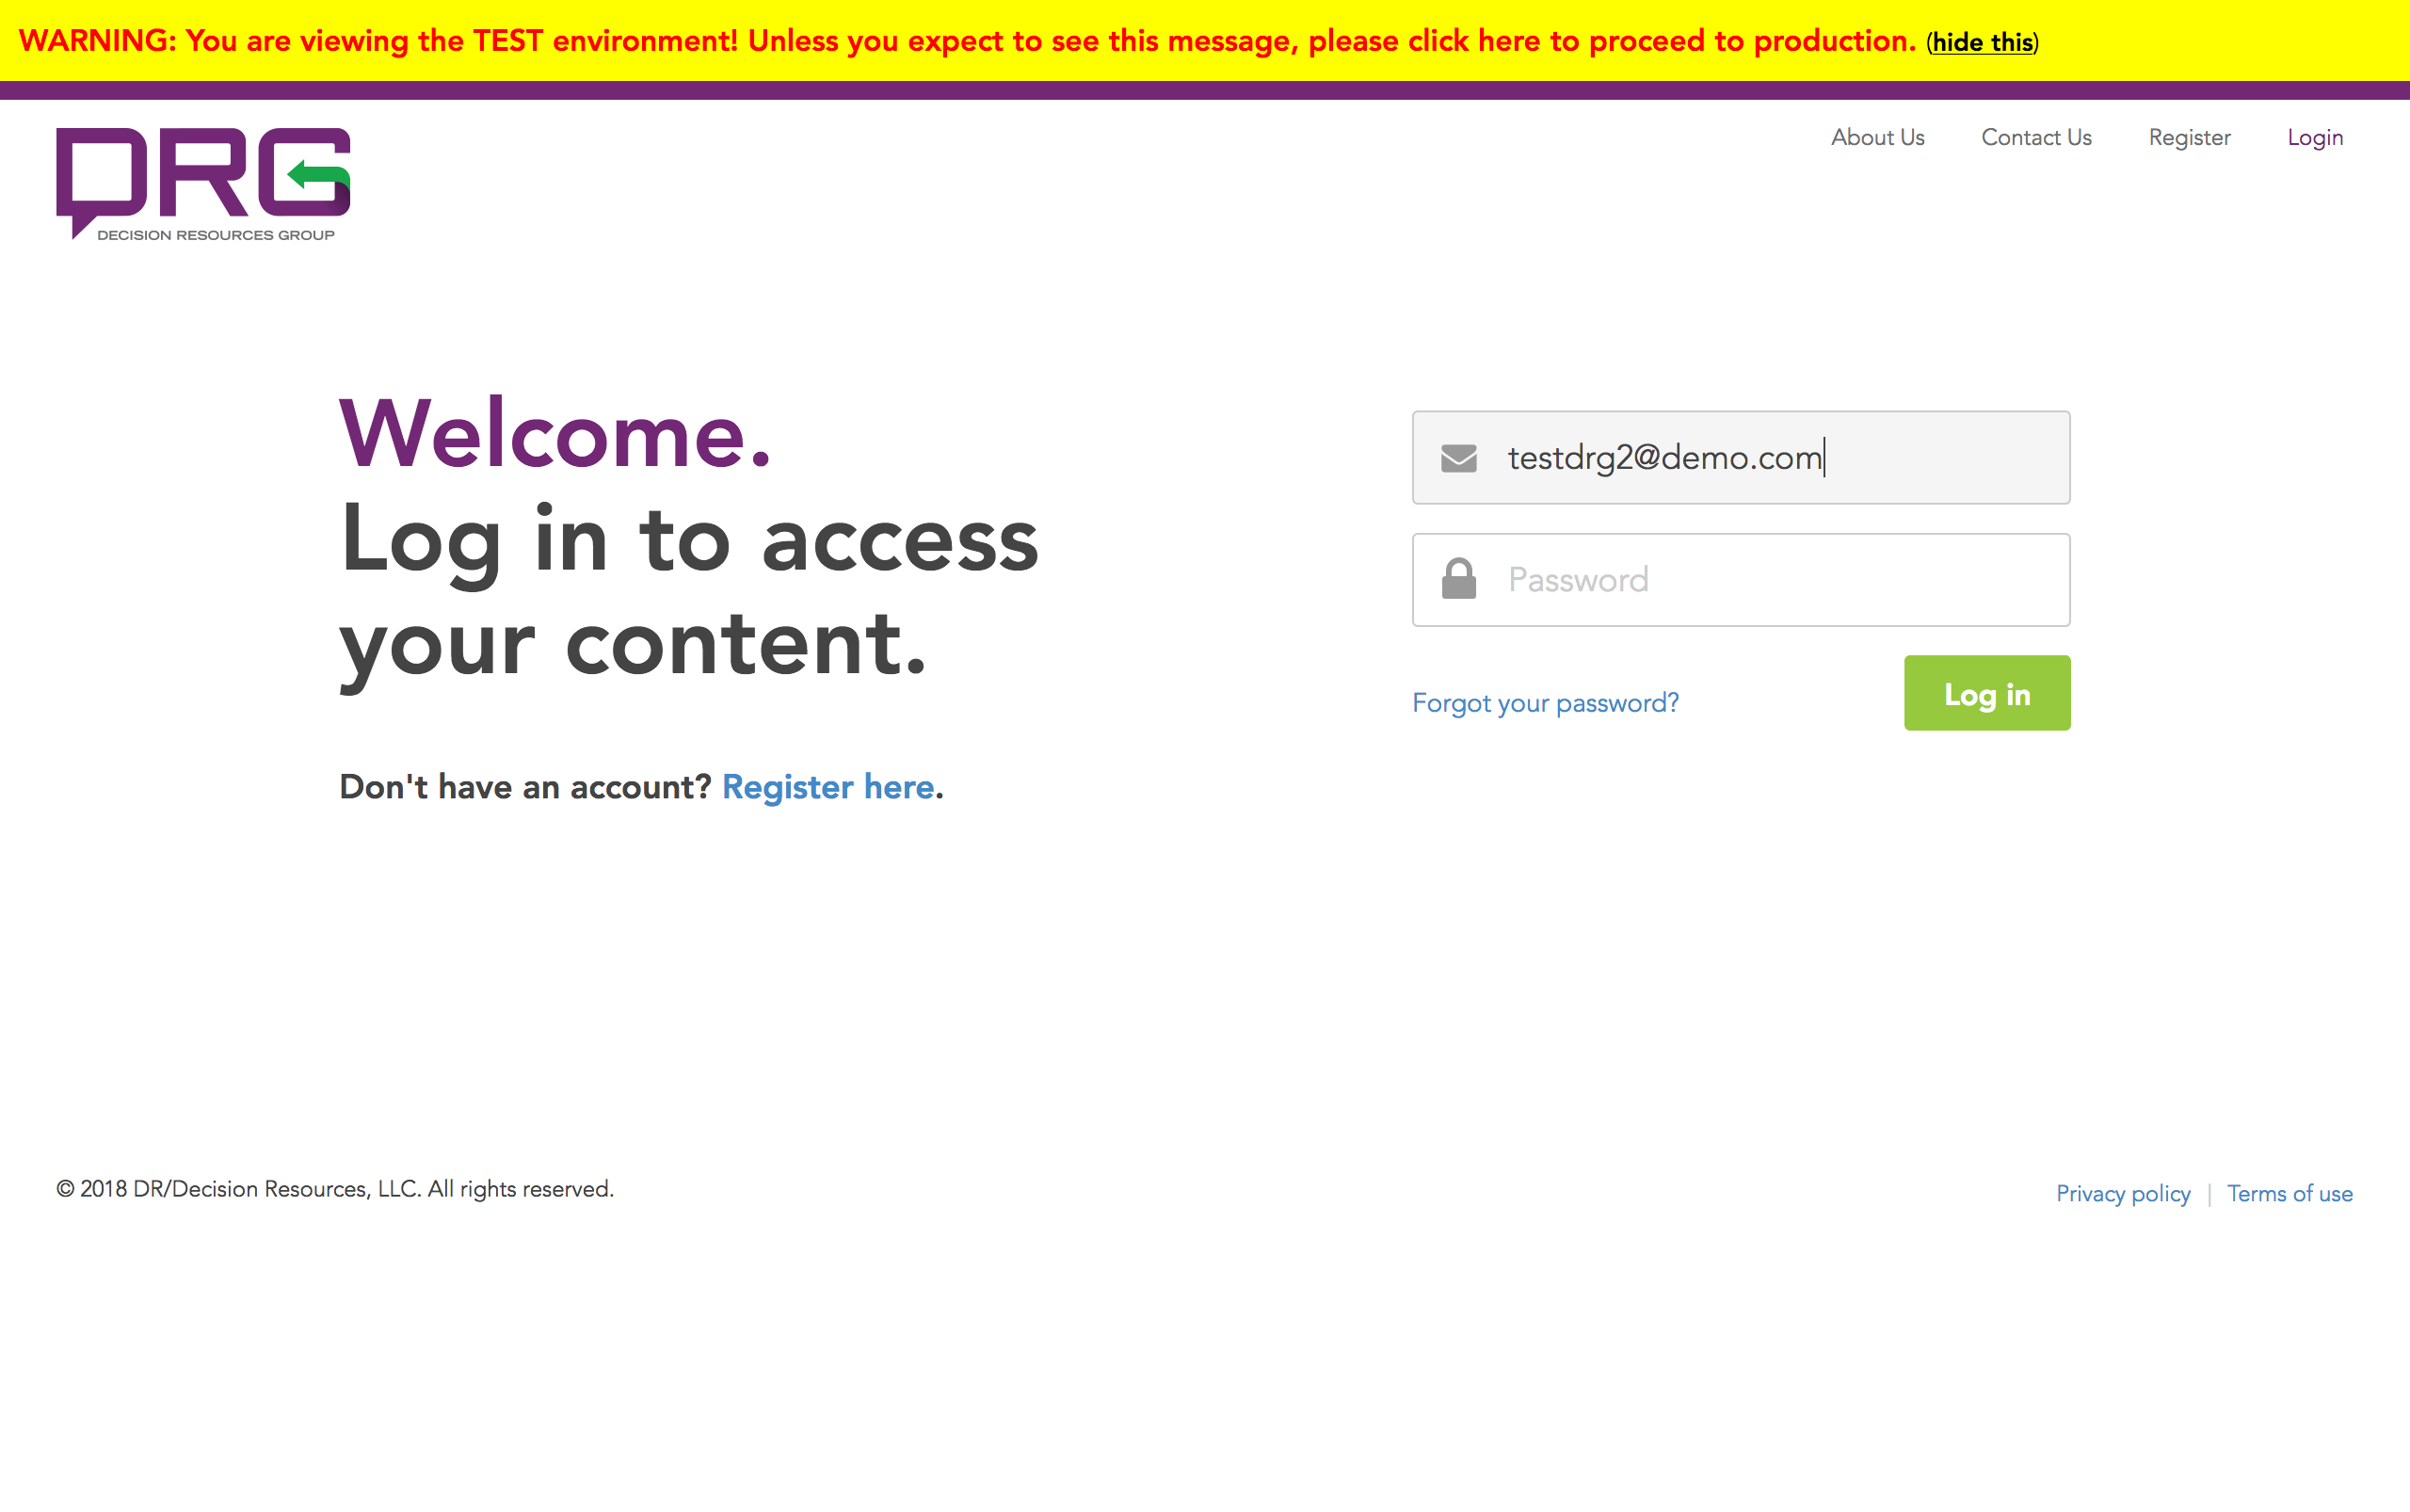 WARNING: You are viewing the TEST environment! Unless you expect to see this message, please click here to proceed to production. (hide this)
DRG
DECISION RESOURCES GROUP
About Us Contact Us Register Login
Welcome.
Log in to access
your content.
Don't have an account? Register here.
testdrg2@demo.com
Password
Forgot your password?
Log in
© 2018 DR/Decision Resources, LLC. All rights reserved.
Privacy policy | Terms of use